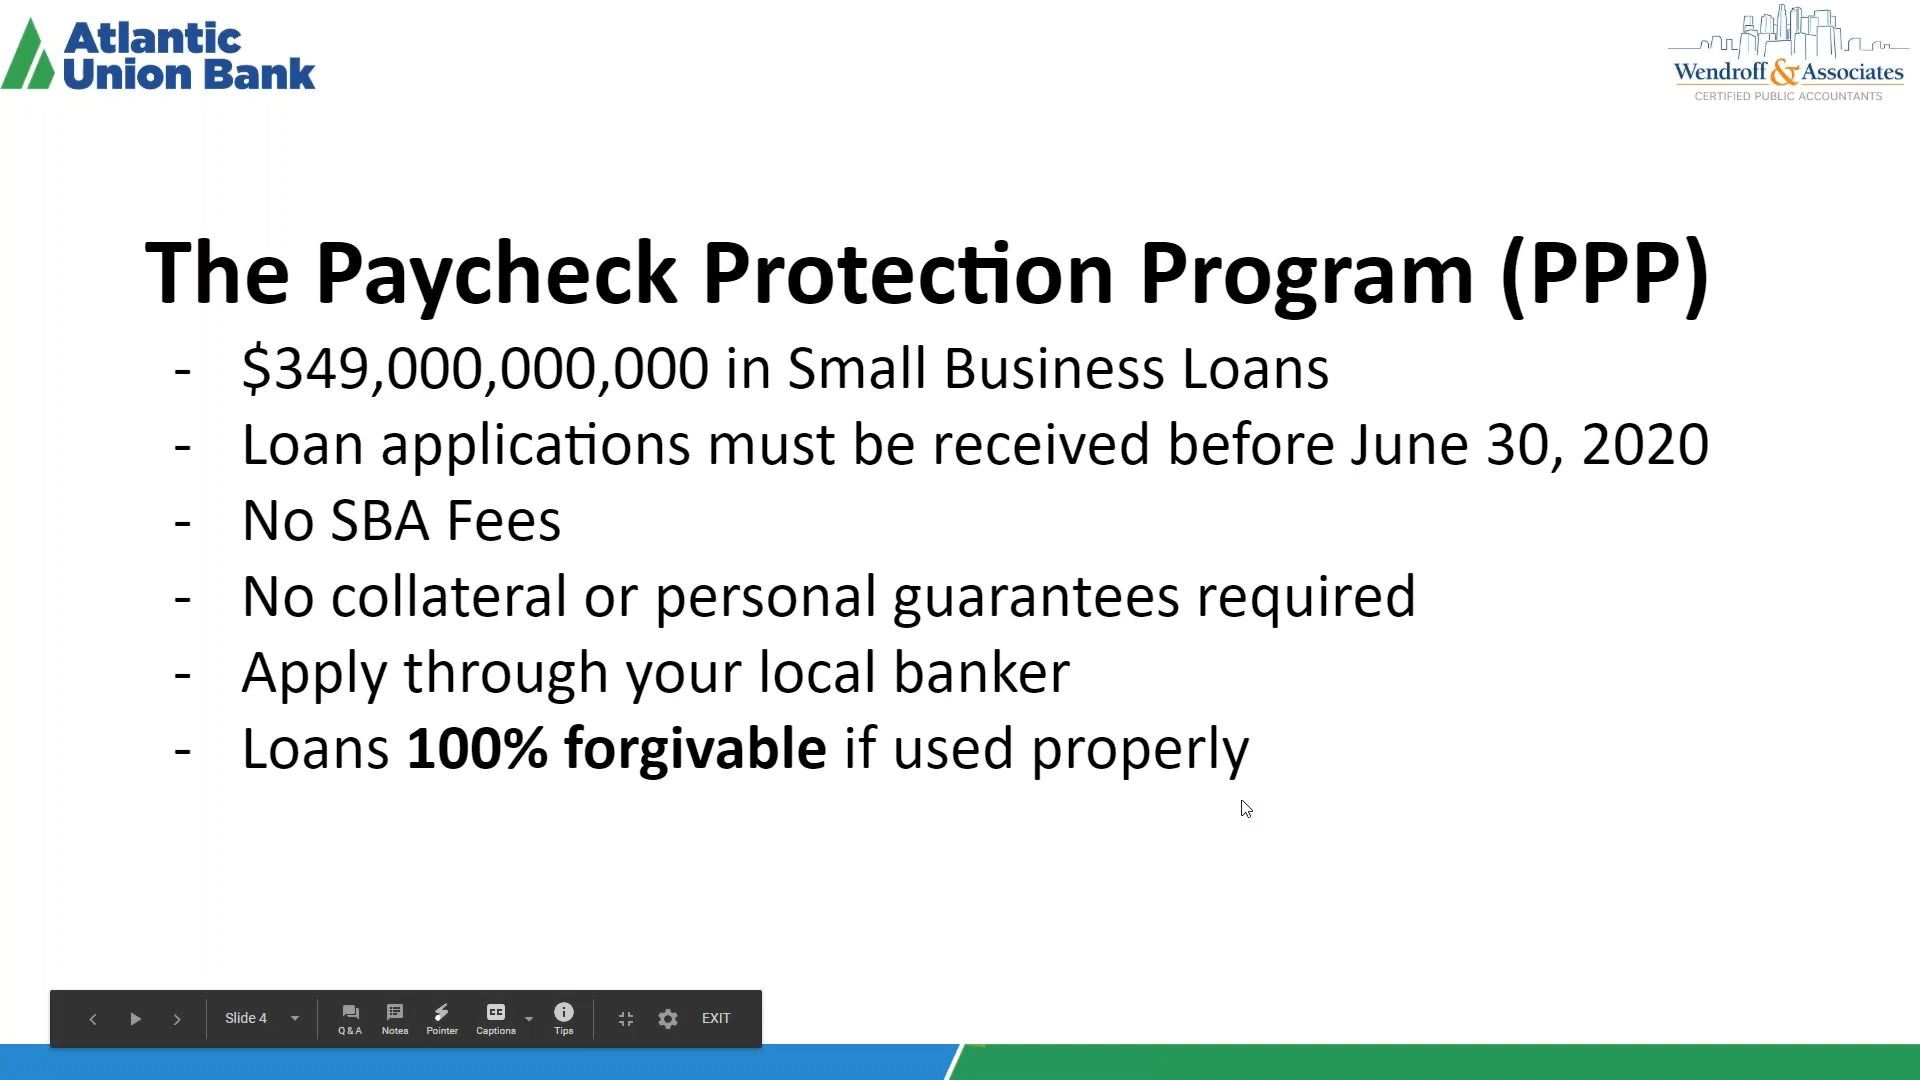 Atlantic
Union Bank
Wendroff & Associates
CERTIFIED PUBLIC ACCOUNTANTS
The Paycheck Protection Program (PPP)
- $349,000,000,000 in Small Business Loans
- Loan applications must be received before June 30, 2020
- No SBA Fees
- No collateral or personal guarantees required
- Apply through your local banker
- Loans 100% forgivable if used properly
Slide 4
Q & A
Notes
Pointer
CC
Captions
Tips
EXIT